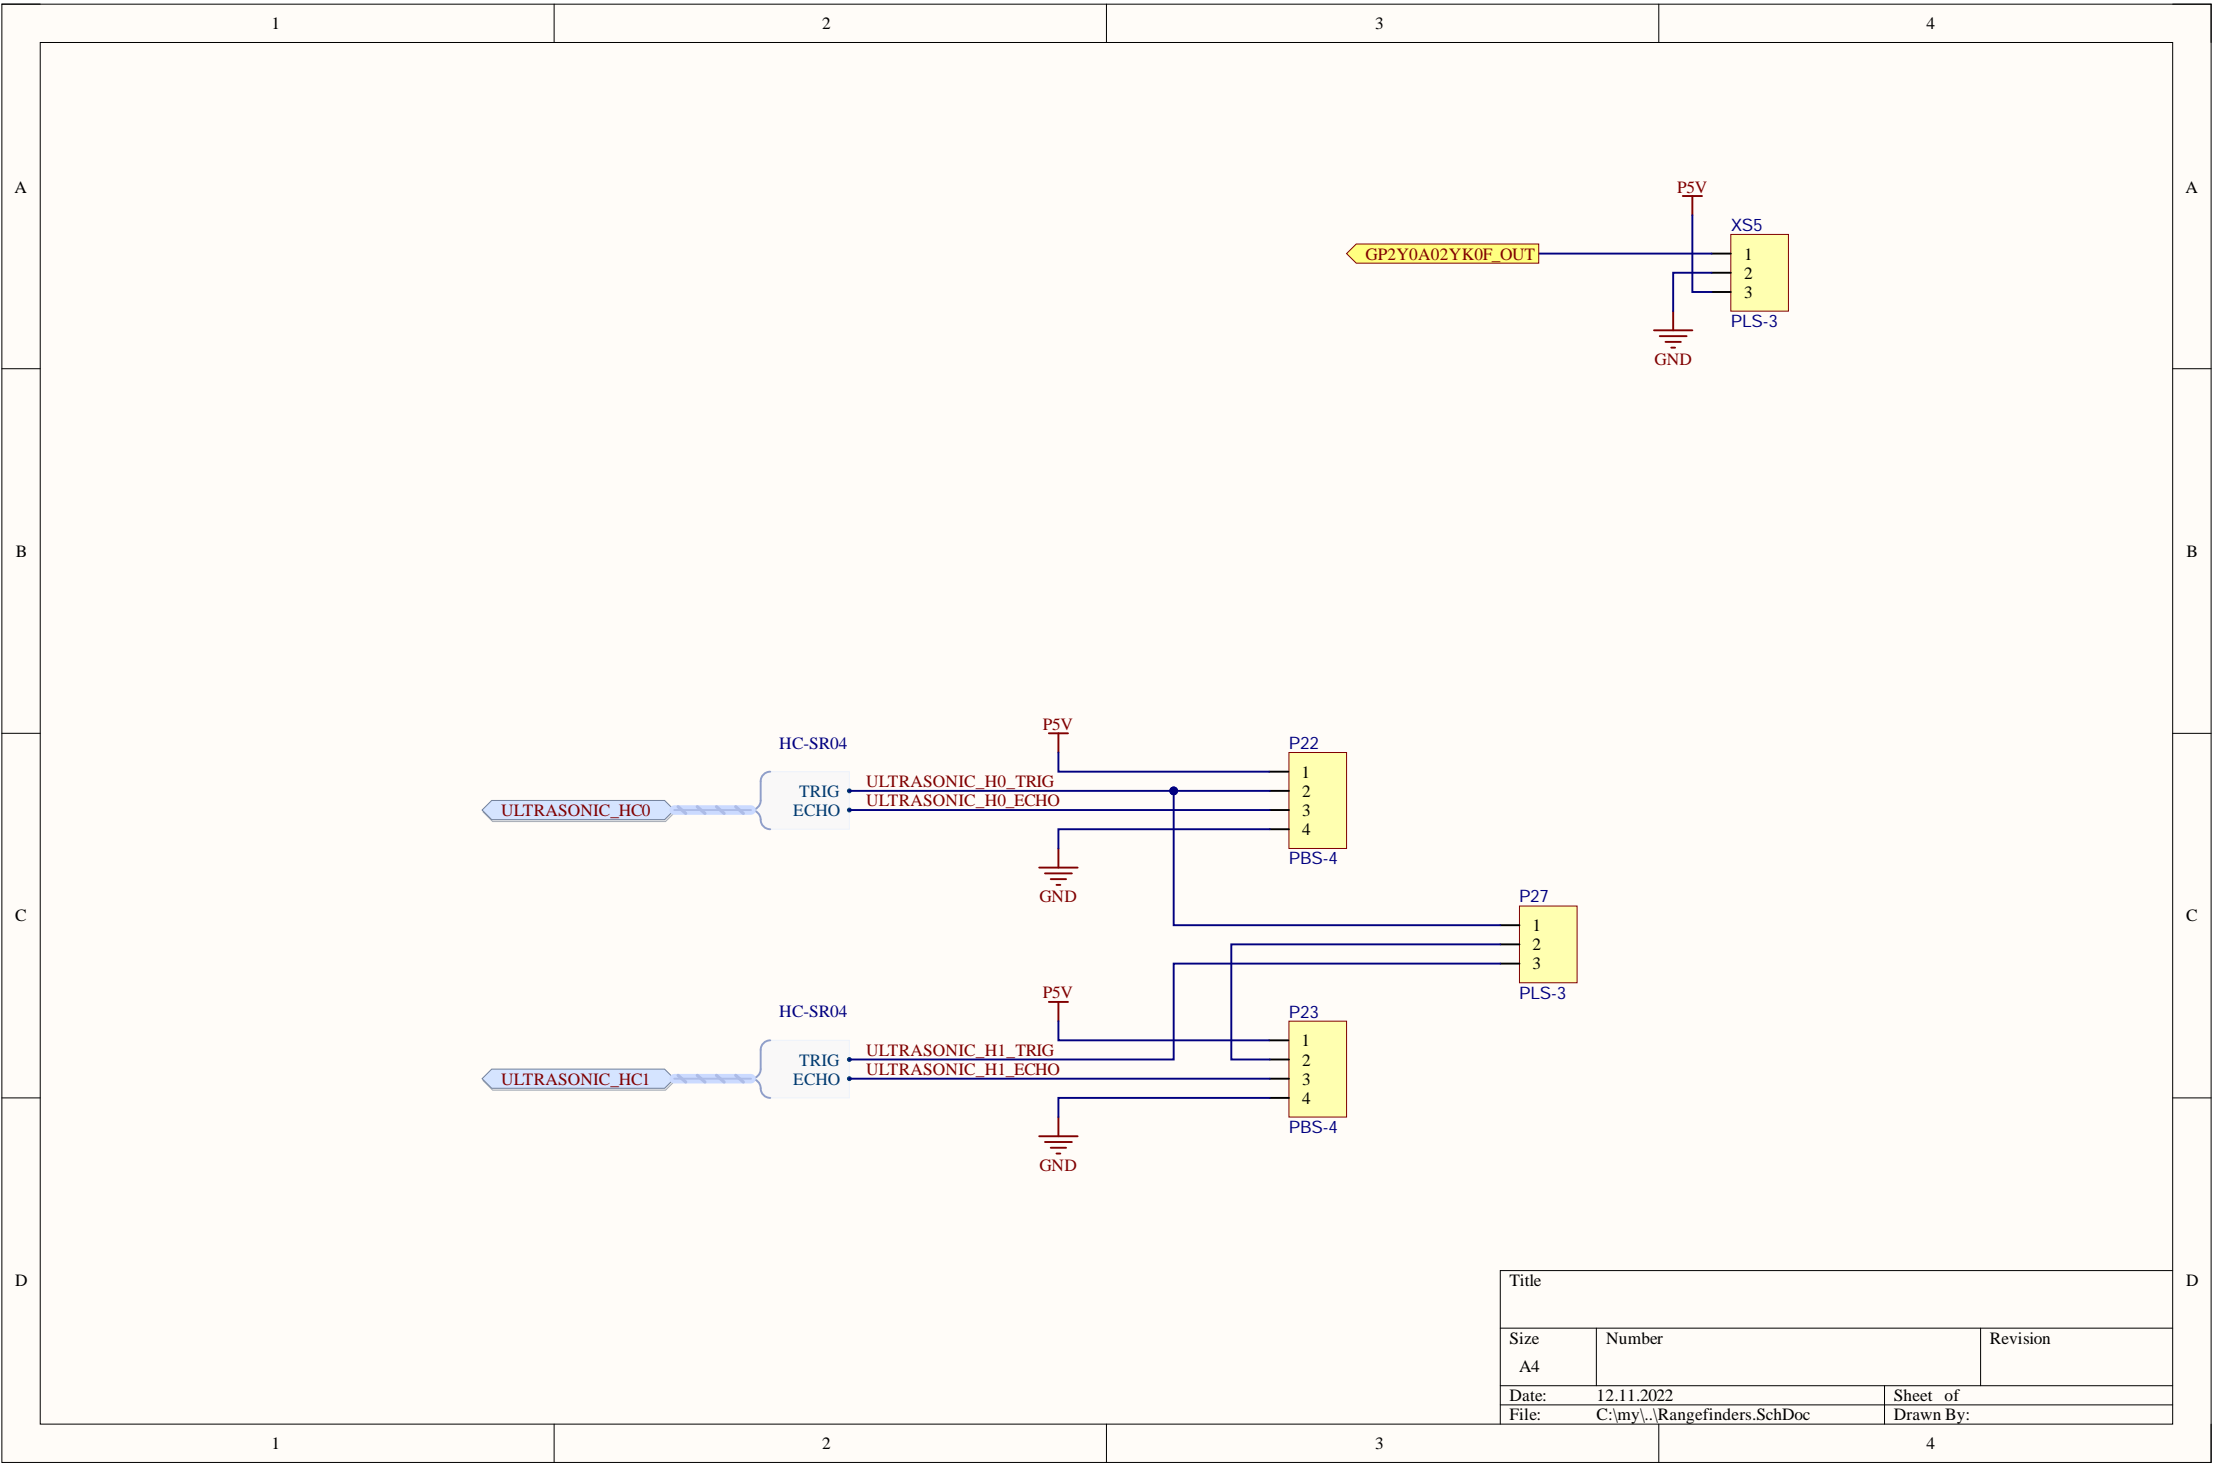 1 2 3 4
A A
P5V
XS5
GP2Y0A02YK0F_OUT
1
2
3
PLS-3
GND
B B
P5V
HC-SR04
P22
ULTRASONIC_HC0
TRIG
ECHO
ULTRASONIC_H0_TRIG
ULTRASONIC_H0_ECHO
1
2
3
4
PBS-4
GND
C C
P27
1
2
3
PLS-3
P5V
HC-SR04
P23
ULTRASONIC_HC1
TRIG
ECHO
ULTRASONIC_H1_TRIG
ULTRASONIC_H1_ECHO
1
2
3
4
PBS-4
GND
D D
Title
Size Number Revision
A4
Date: 12.11.2022 Sheet of
File: C:\my\..\Rangefinders.SchDoc Drawn By:
1 2 3 4